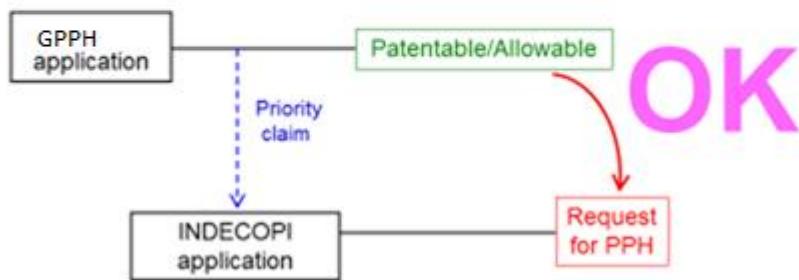 GPPH
application
Patentable/Allowable
OK
Priority
claim
INDECOPI
application
Request
for PPH